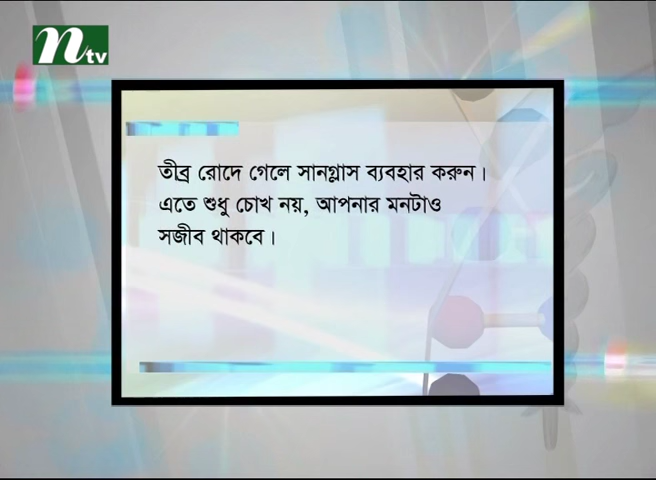 ntv
তীব্র রোদে গেলে সানগ্লাস ব্যবহার করুন।
এতে শুধু চোখ নয়, আপনার মনটাও
সজীব থাকবে।